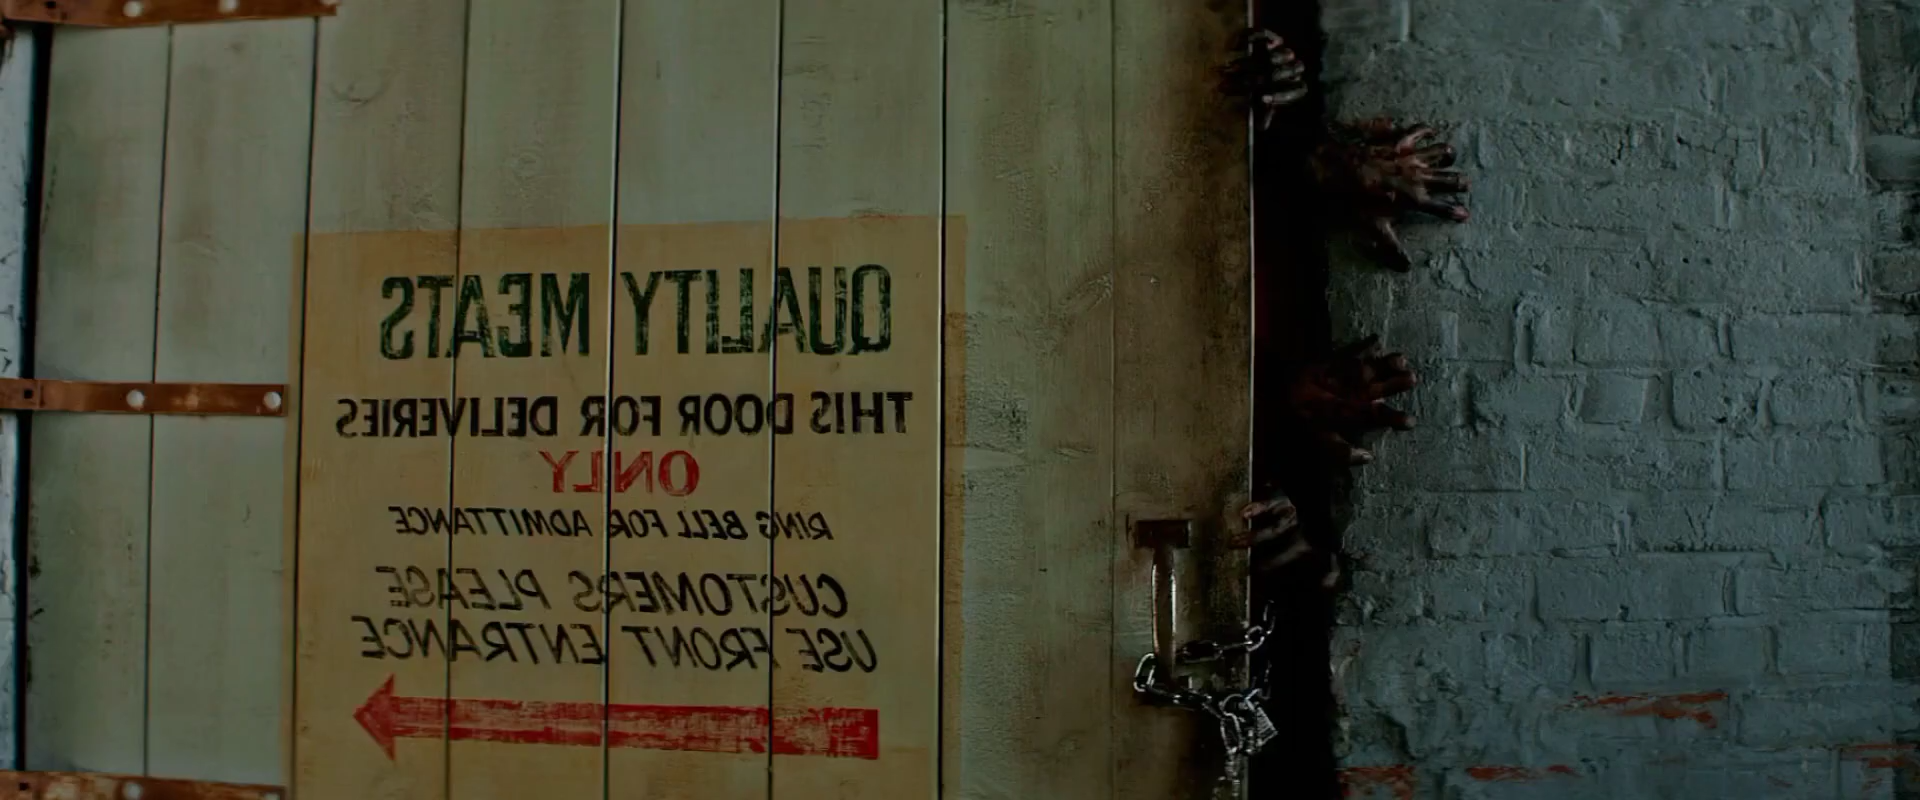 QUALITY MEATS
THIS DOOR FOR DELIVERIES
ONLY
RING BELL FOR ADMITTANCE
CUSTOMERS PLEASE
USE FRONT ENTRANCE